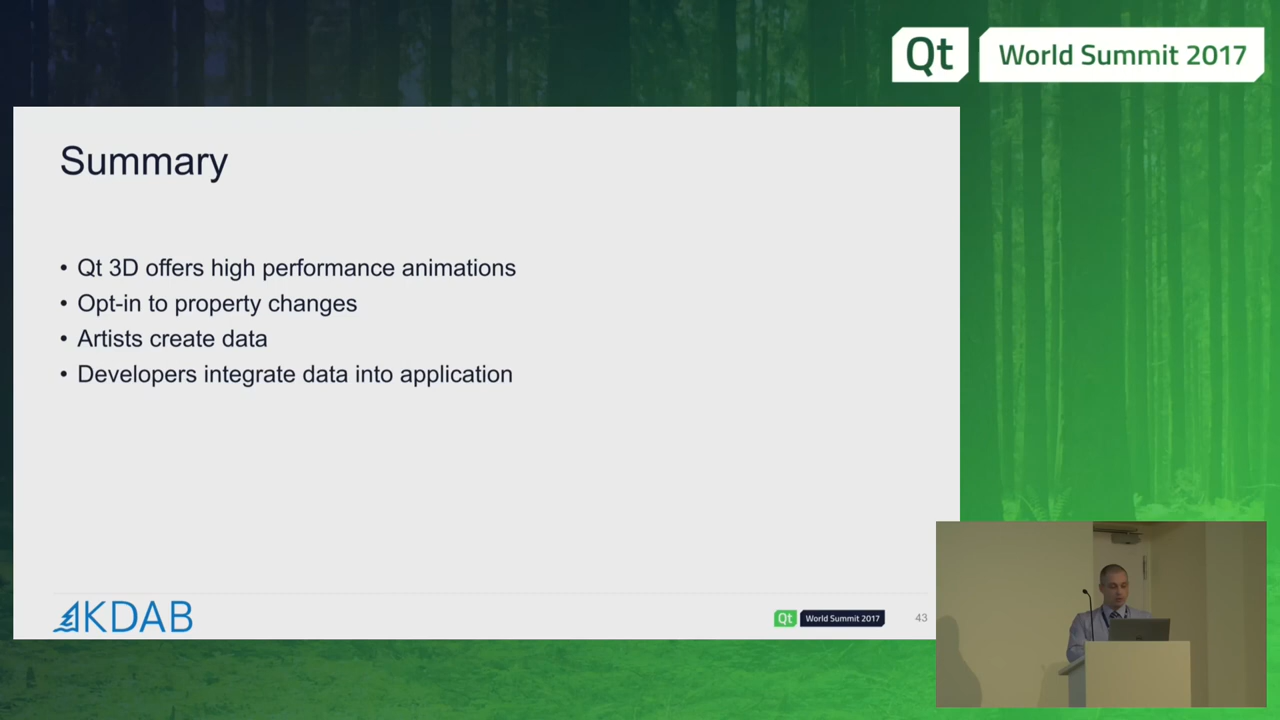 Qt World Summit 2017
Summary
• Qt 3D offers high performance animations
• Opt-in to property changes
• Artists create data
• Developers integrate data into application
KDAB
Qt World Summit 2017
43